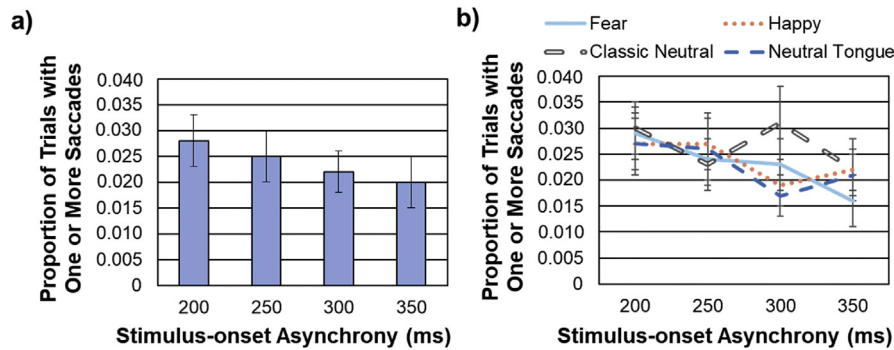 a)
Proportion of Trials with
One or More Saccades
0.040
0.035
0.030
0.025
0.020
0.015
0.010
0.005
0
200 250 300 350
Stimulus-onset Asynchrony (ms)
b)
Fear Happy
Classic Neutral Neutral Tongue
Proportion of Trials with
One or More Saccades
0.040
0.035
0.030
0.025
0.020
0.015
0.010
0.005
0
200 250 300 350
Stimulus-onset Asynchrony (ms)